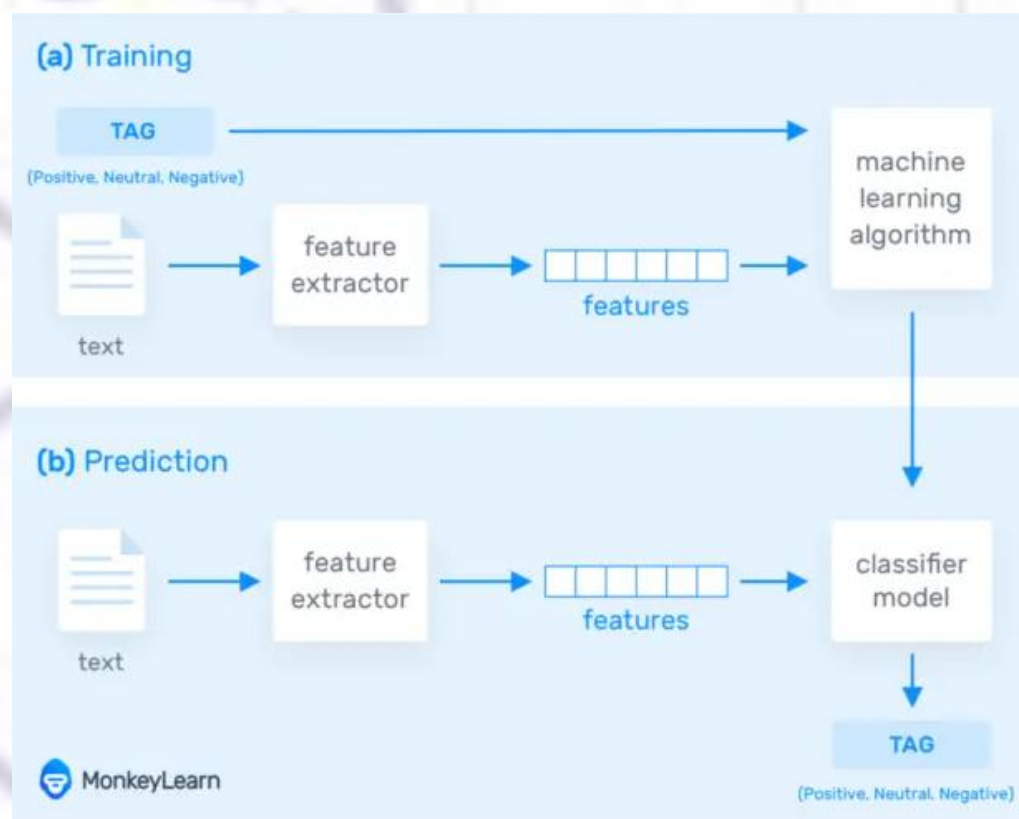 (a) Training
TAG
(Positive, Neutral, Negative)
text
feature
extractor
features
machine
learning
algorithm
(b) Prediction
text
feature
extractor
features
classifier
model
TAG
(Positive, Neutral, Negative)
MonkeyLearn